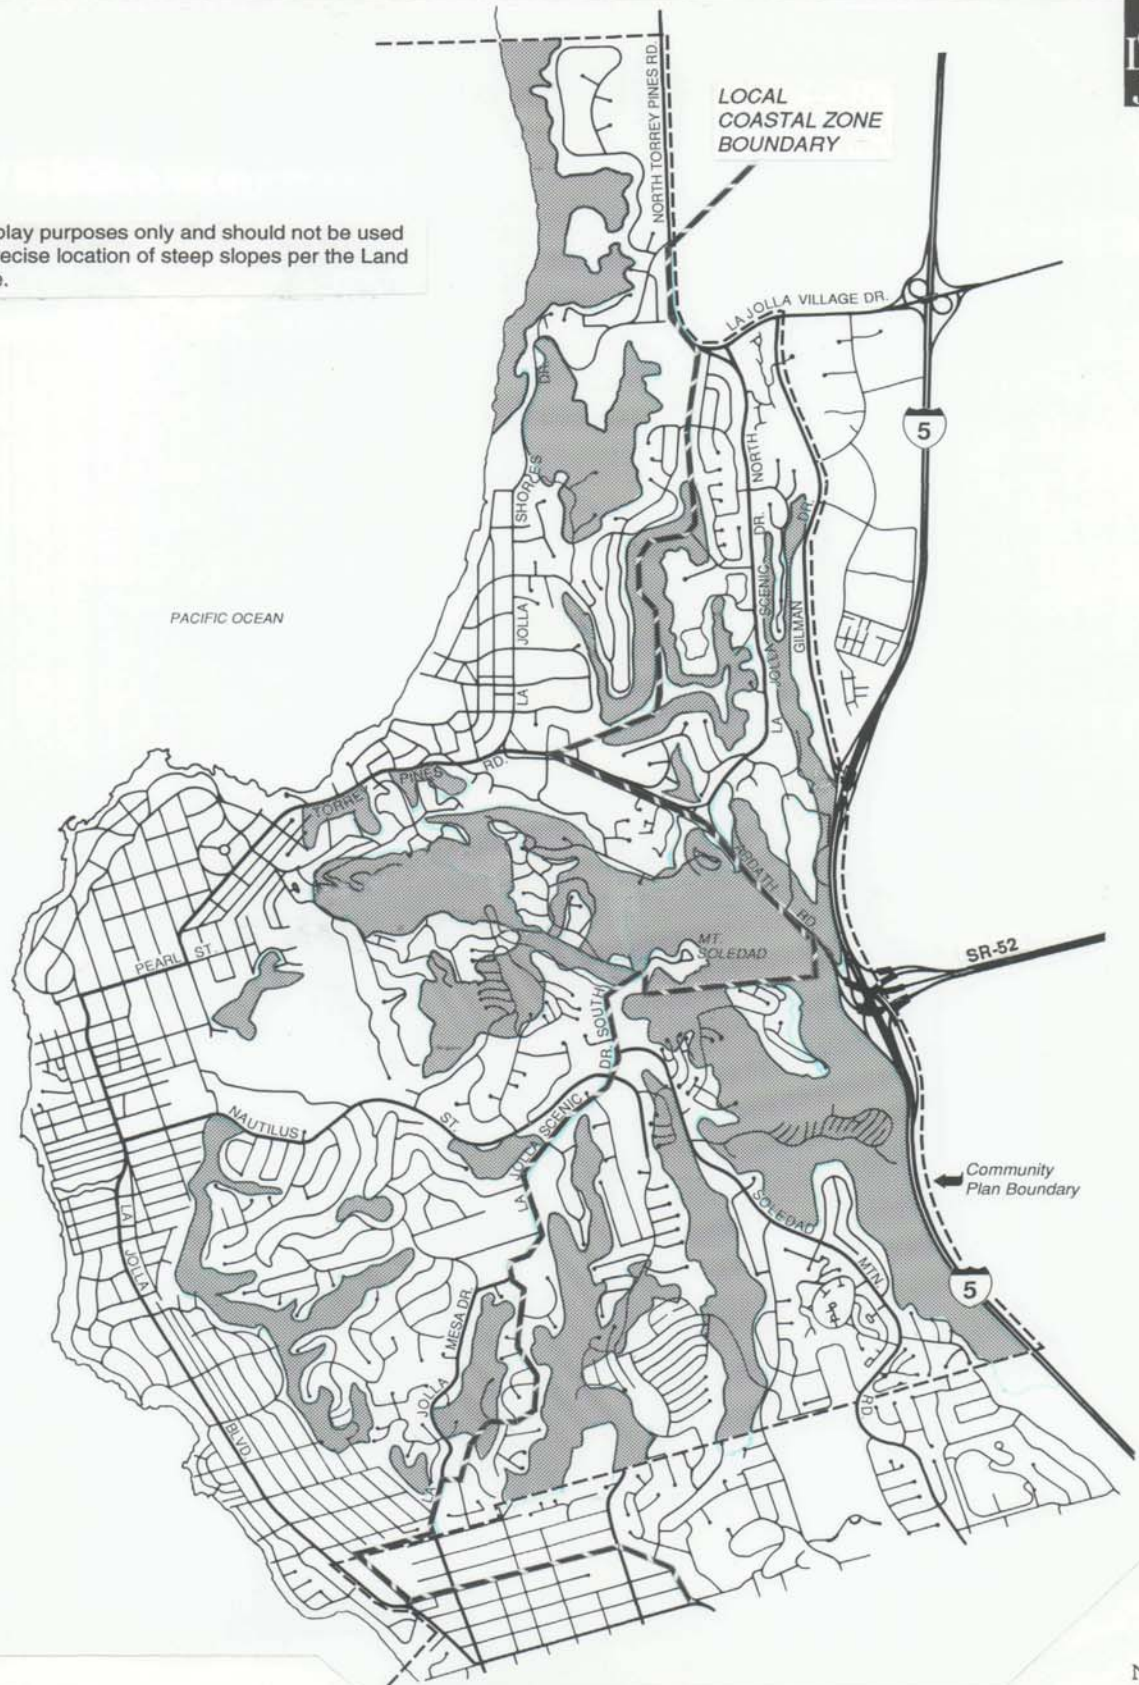 LOCAL
COASTAL ZONE
BOUNDARY
NORTH TORREY PINES RD.
play purposes only and should not be used
ecise location of steep slopes per the Land
e.
LA JOLLA VILLAGE DR.
5
LA JOLLA SHORES DR.
LA JOLLA SCENIC DR. NORTH
GILMAN DR.
PACIFIC OCEAN
TORREY PINES RD.
ARDATH RD.
PEARL ST.
MT.
SOLEDAD
SR-52
NAUTILUS ST.
LA JOLLA SCENIC DR. SOUTH
Community
Plan Boundary
SOLEDAD MTN. RD
5
LA JOLLA BLVD
LA JOLLA MESA DR.